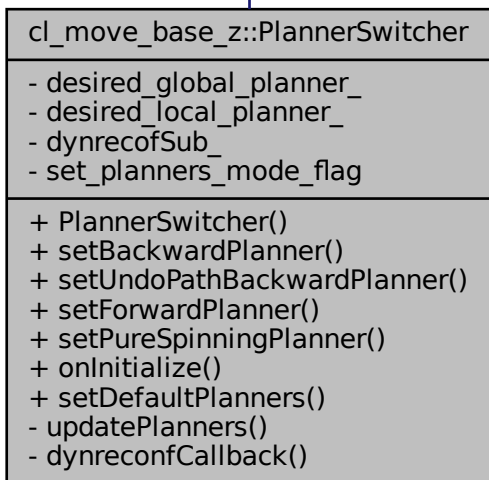 cl_move_base_z::PlannerSwitcher
- desired_global_planner_
- desired_local_planner_
- dynrecofSub_
- set_planners_mode_flag
+ PlannerSwitcher()
+ setBackwardPlanner()
+ setUndoPathBackwardPlanner()
+ setForwardPlanner()
+ setPureSpinningPlanner()
+ onInitialize()
+ setDefaultPlanners()
- updatePlanners()
- dynreconfCallback()